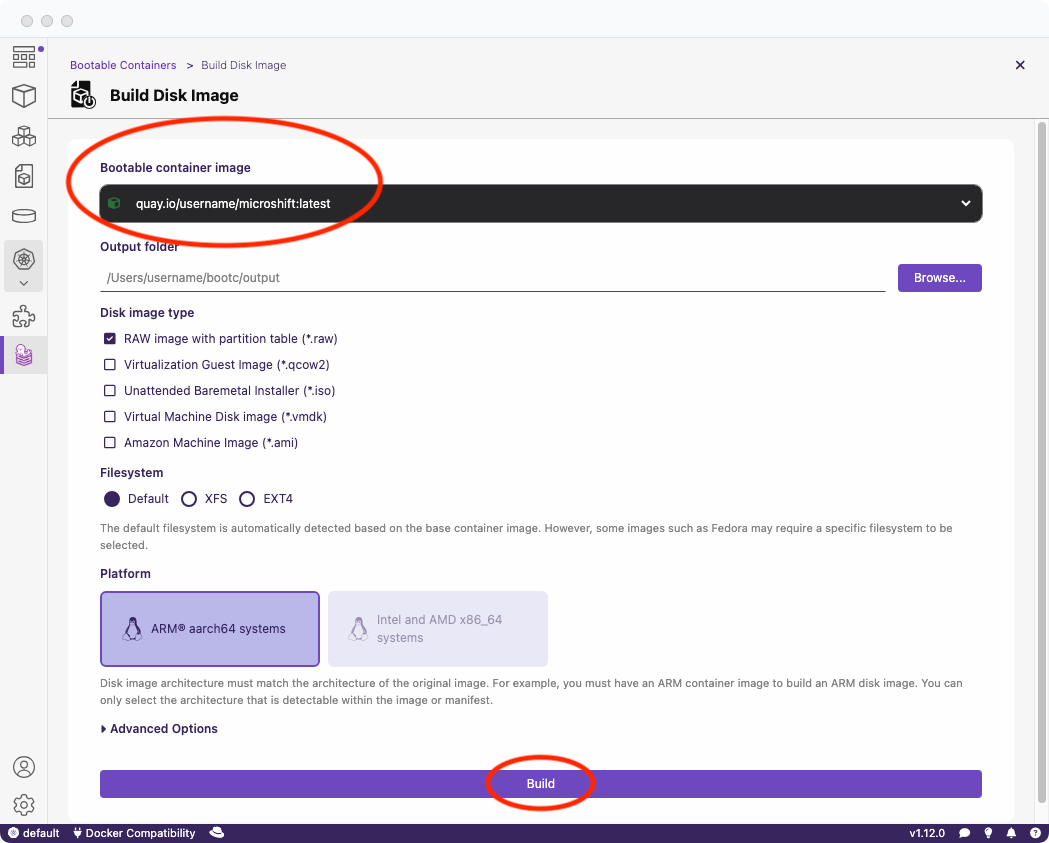 Bootable Containers > Build Disk Image
Build Disk Image
Bootable container image
quay.io/username/microshift:latest
Output folder
/Users/username/bootc/output
Browse...
Disk image type
RAW image with partition table (*.raw)
Virtualization Guest Image (*.qcow2)
Unattended Baremetal Installer (*.iso)
Virtual Machine Disk image (*.vmdk)
Amazon Machine Image (*.ami)
Filesystem
Default XFS EXT4
The default filesystem is automatically detected based on the base container image. However, some images such as Fedora may require a specific filesystem to be
selected.
Platform
ARM® aarch64 systems
Intel and AMD x86_64
systems
Disk image architecture must match the architecture of the original image. For example, you must have an ARM container image to build an ARM disk image. You can
only select the architecture that is detectable within the image or manifest.
Advanced Options
Build
default Docker Compatibility v1.12.0